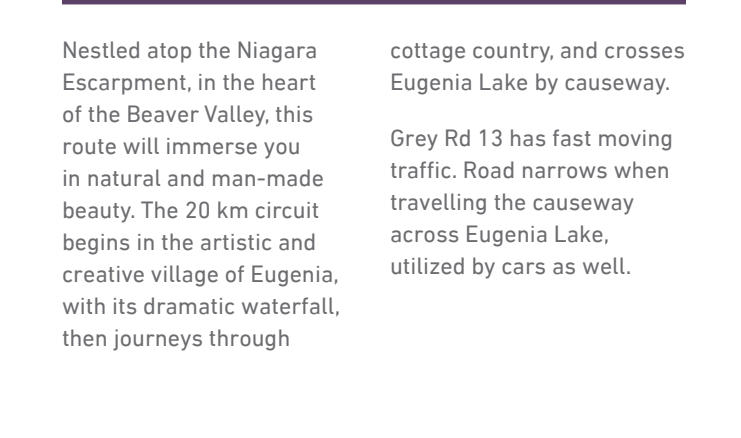 Nestled atop the Niagara
Escarpment, in the heart
of the Beaver Valley, this
route will immerse you
in natural and man-made
beauty. The 20 km circuit
begins in the artistic and
creative village of Eugenia,
with its dramatic waterfall,
then journeys through
cottage country, and crosses
Eugenia Lake by causeway.
Grey Rd 13 has fast moving
traffic. Road narrows when
travelling the causeway
across Eugenia Lake,
utilized by cars as well.